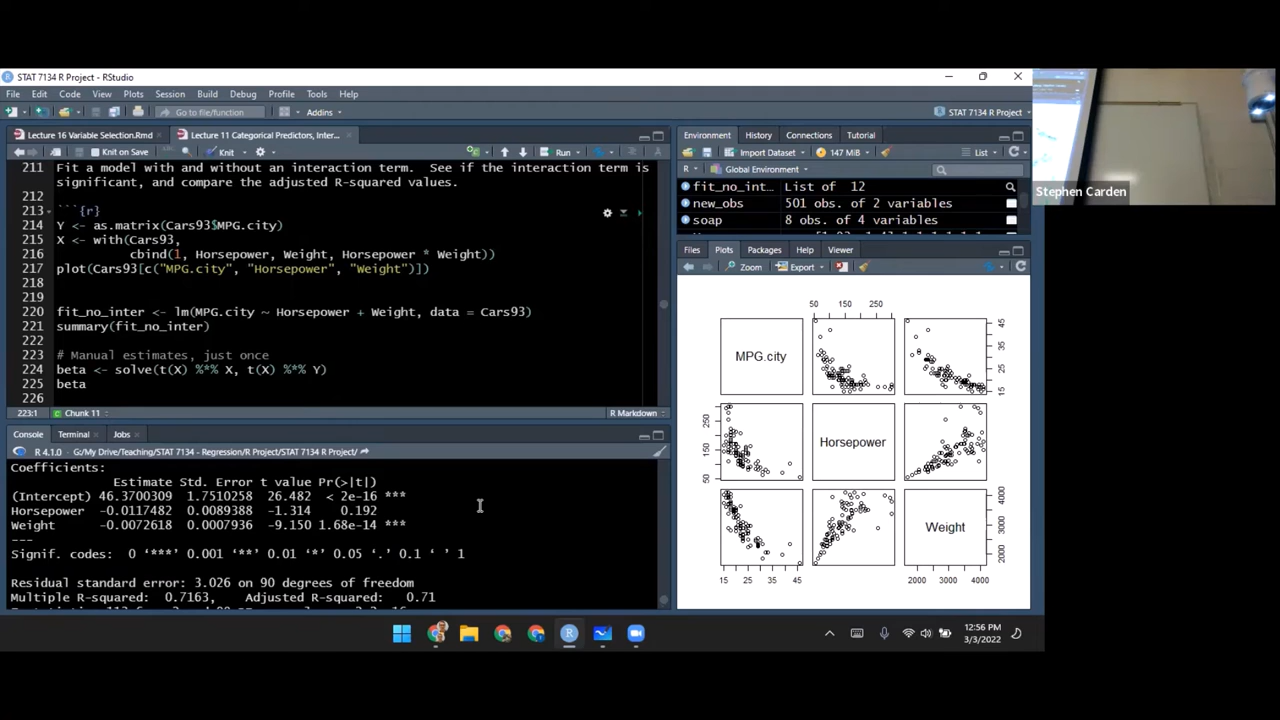 STAT 7134 R Project - RStudio
File Edit Code View Plots Session Build Debug Profile Tools Help
Go to file/function
Addins
STAT 7134 R Project
Lecture 16 Variable Selection.Rmd
Lecture 11 Categorical Predictors, Inter...
Knit on Save
Knit
Run
211 Fit a model with and without an interaction term. See if the interaction term is
significant, and compare the adjusted R-squared values.
212
213 ```{r}
214 Y <- as.matrix(Cars93$MPG.city)
215 X <- with(Cars93,
216 cbind(1, Horsepower, Weight, Horsepower * Weight))
217 plot(Cars93[c("MPG.city", "Horsepower", "Weight")])
218
219
220 fit_no_inter <- lm(MPG.city ~ Horsepower + Weight, data = Cars93)
221 summary(fit_no_inter)
222
223 # Manual estimates, just once
224 beta <- solve(t(X) %*% X, t(X) %*% Y)
225 beta
226
223:1 Chunk 11
R Markdown
Console Terminal Jobs
R 4.1.0 · G:/My Drive/Teaching/STAT 7134 - Regression/R Project/STAT 7134 R Project/
Coefficients:
Estimate Std. Error t value Pr(>|t|)
(Intercept) 46.3700309 1.7510258 26.482 < 2e-16 ***
Horsepower -0.0117482 0.0089388 -1.314 0.192
Weight -0.0072618 0.0007936 -9.150 1.68e-14 ***
---
Signif. codes: 0 ‘***’ 0.001 ‘**’ 0.01 ‘*’ 0.05 ‘.’ 0.1 ‘ ’ 1
Residual standard error: 3.026 on 90 degrees of freedom
Multiple R-squared: 0.7163, Adjusted R-squared: 0.71
Environment History Connections Tutorial
Import Dataset
147 MiB
List
R
Global Environment
fit_no_int... List of 12
new_obs 501 obs. of 2 variables
soap 8 obs. of 4 variables
Files Plots Packages Help Viewer
Zoom
Export
50 150 250
MPG.city
15 25 35 45
50 150 250
Horsepower
Weight
2000 3000 4000
15 25 35 45
2000 3000 4000
Stephen Carden
12:56 PM
3/3/2022